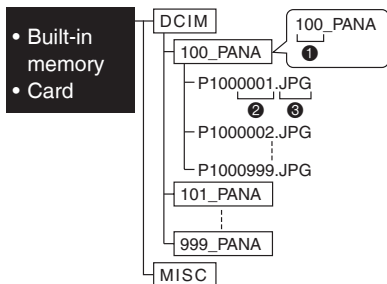 • Built-in
memory
• Card
DCIM
100_PANA
100_PANA
❶
P1000001.JPG
❷ ❸
P1000002.JPG
P1000999.JPG
101_PANA
999_PANA
MISC